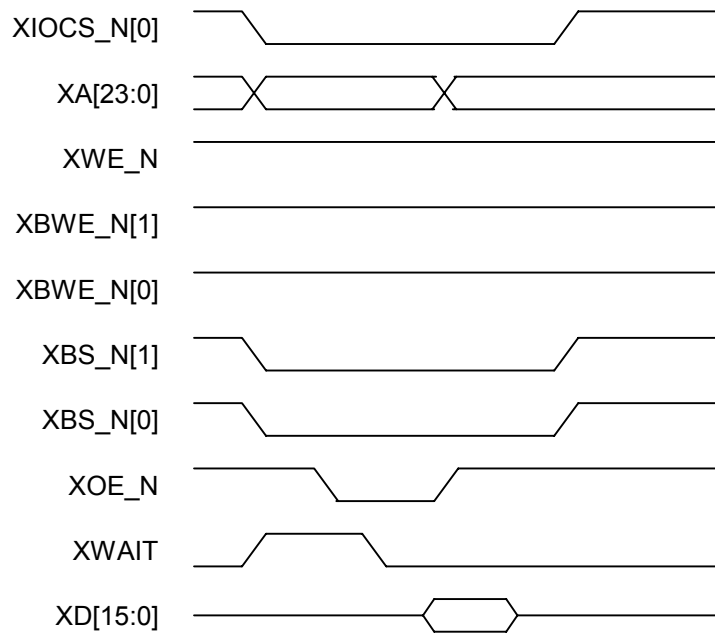 XIOCS_N[0]
XA[23:0]
XWE_N
XBWE_N[1]
XBWE_N[0]
XBS_N[1]
XBS_N[0]
XOE_N
XWAIT
XD[15:0]